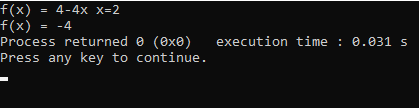 f(x) = 4-4x x=2
f(x) = -4
Process returned 0 (0x0)   execution time : 0.031 s
Press any key to continue.